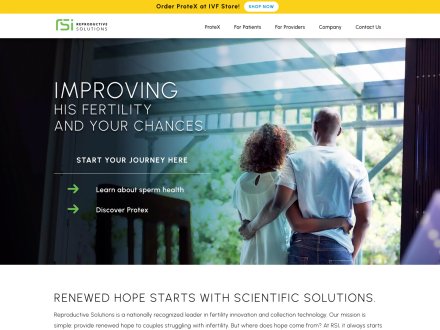 Order ProteX at IVF Store! SHOP NOW
RSI REPRODUCTIVE
SOLUTIONS
ProteX For Patients For Providers Company Contact Us
IMPROVING
HIS FERTILITY
AND YOUR CHANCES.
START YOUR JOURNEY HERE
Learn about sperm health
Discover Protex
RENEWED HOPE STARTS WITH SCIENTIFIC SOLUTIONS.
Reproductive Solutions is a nationally recognized leader in fertility innovation and collection technology. Our mission is
simple: provide renewed hope to couples struggling with infertility. But where does hope come from? At RSI, it always starts